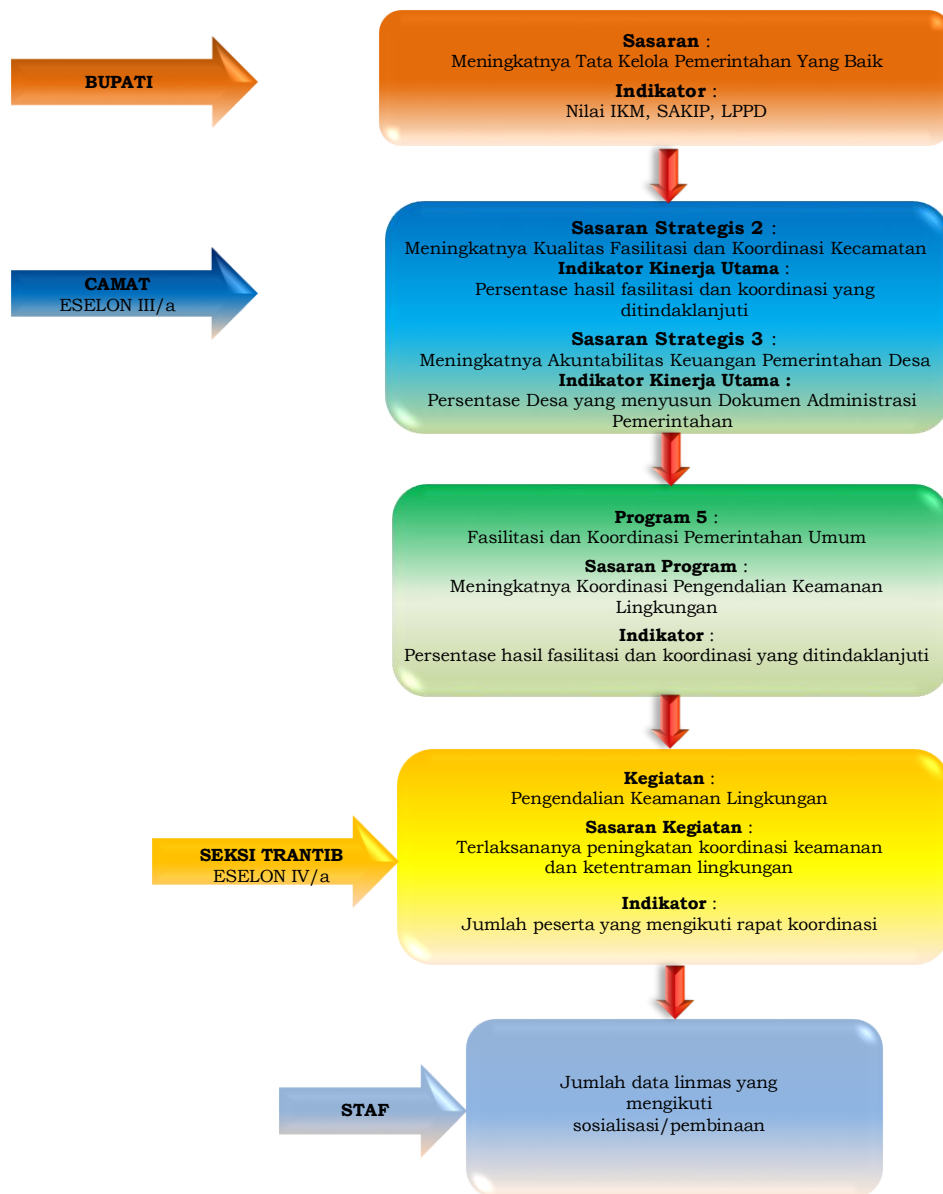 Sasaran :
Meningkatnya Tata Kelola Pemerintahan Yang Baik
Indikator :
Nilai IKM, SAKIP, LPPD
BUPATI
Sasaran Strategis 2 :
Meningkatnya Kualitas Fasilitasi dan Koordinasi Kecamatan
Indikator Kinerja Utama :
Persentase hasil fasilitasi dan koordinasi yang
ditindaklanjuti
Sasaran Strategis 3 :
Meningkatnya Akuntabilitas Keuangan Pemerintahan Desa
Indikator Kinerja Utama :
Persentase Desa yang menyusun Dokumen Administrasi
Pemerintahan
CAMAT
ESELON III/a
Program 5 :
Fasilitasi dan Koordinasi Pemerintahan Umum
Sasaran Program :
Meningkatnya Koordinasi Pengendalian Keamanan
Lingkungan
Indikator :
Persentase hasil fasilitasi dan koordinasi yang ditindaklanjuti
Kegiatan :
Pengendalian Keamanan Lingkungan
Sasaran Kegiatan :
Terlaksananya peningkatan koordinasi keamanan
dan ketentraman lingkungan
Indikator :
Jumlah peserta yang mengikuti rapat koordinasi
SEKSI TRANTIB
ESELON IV/a
Jumlah data linmas yang
mengikuti
sosialisasi/pembinaan
STAF